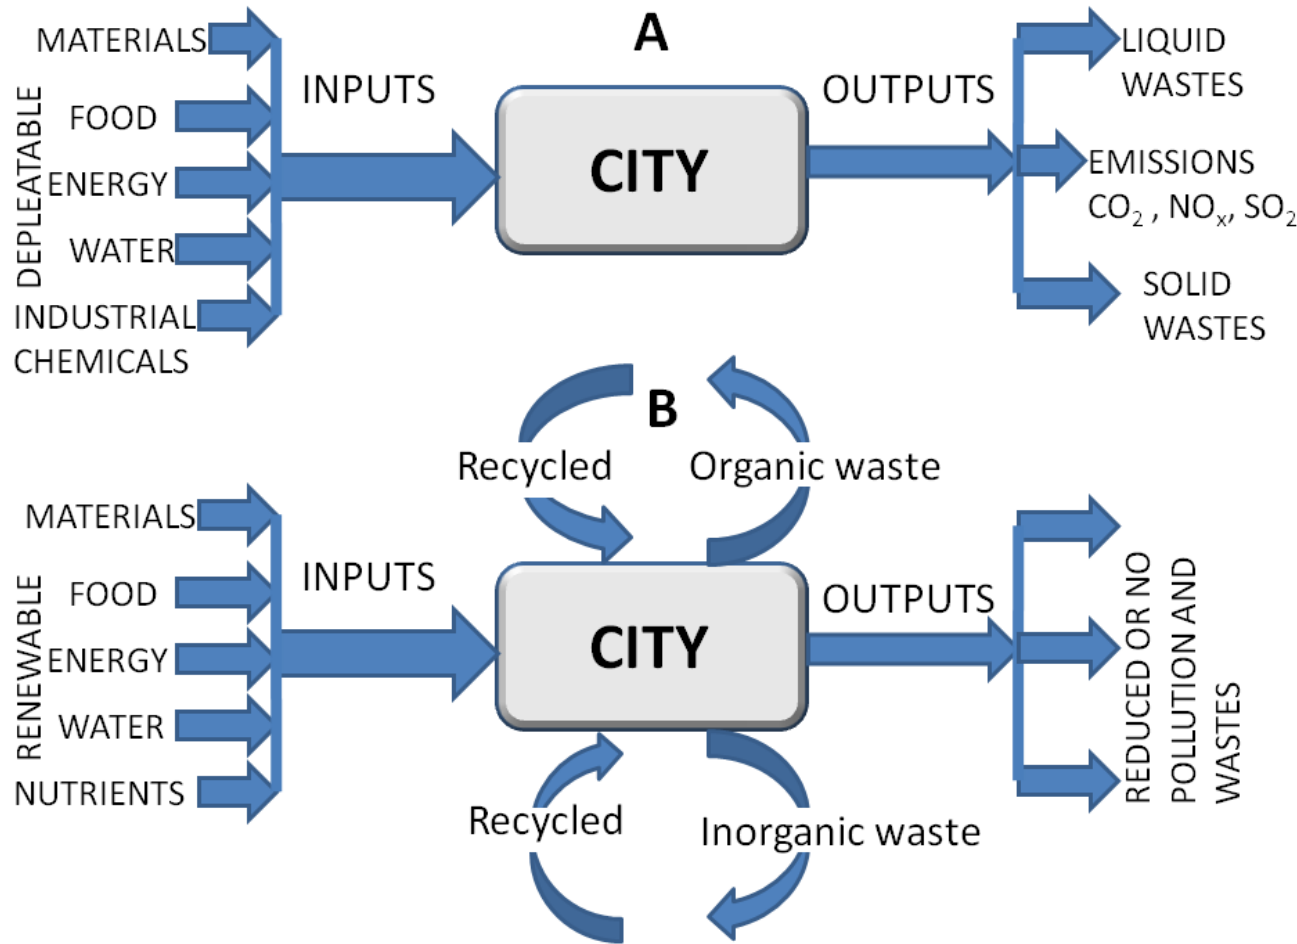 A
MATERIALS
FOOD
ENERGY
WATER
INDUSTRIAL
CHEMICALS
DEPLEATABLE
INPUTS
CITY
OUTPUTS
LIQUID
WASTES
EMISSIONS
CO₂ , NOₓ, SO₂
SOLID
WASTES
B
Recycled
Organic waste
MATERIALS
FOOD
ENERGY
WATER
NUTRIENTS
RENEWABLE
INPUTS
CITY
OUTPUTS
REDUCED OR NO
POLLUTION AND
WASTES
Recycled
Inorganic waste